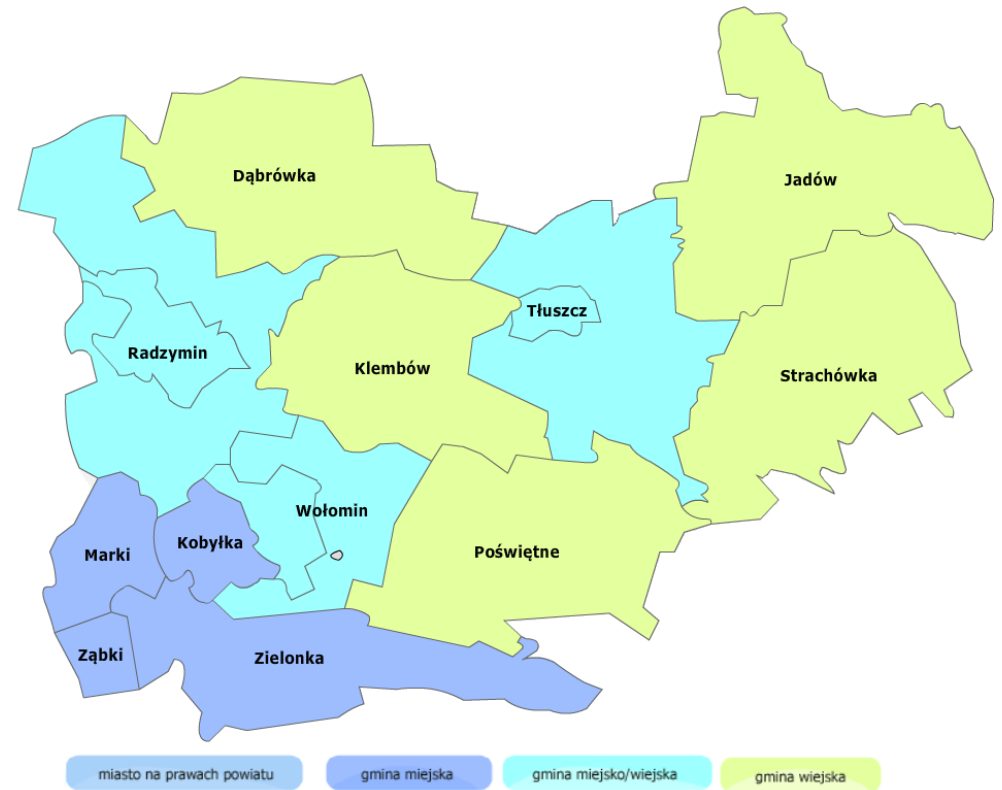 Dąbrówka
Jadów
Tłuszcz
Radzymin
Klembów
Strachówka
Wołomin
Kobyłka
Marki
Poświętne
Ząbki
Zielonka
miasto na prawach powiatu
gmina miejska
gmina miejsko/wiejska
gmina wiejska